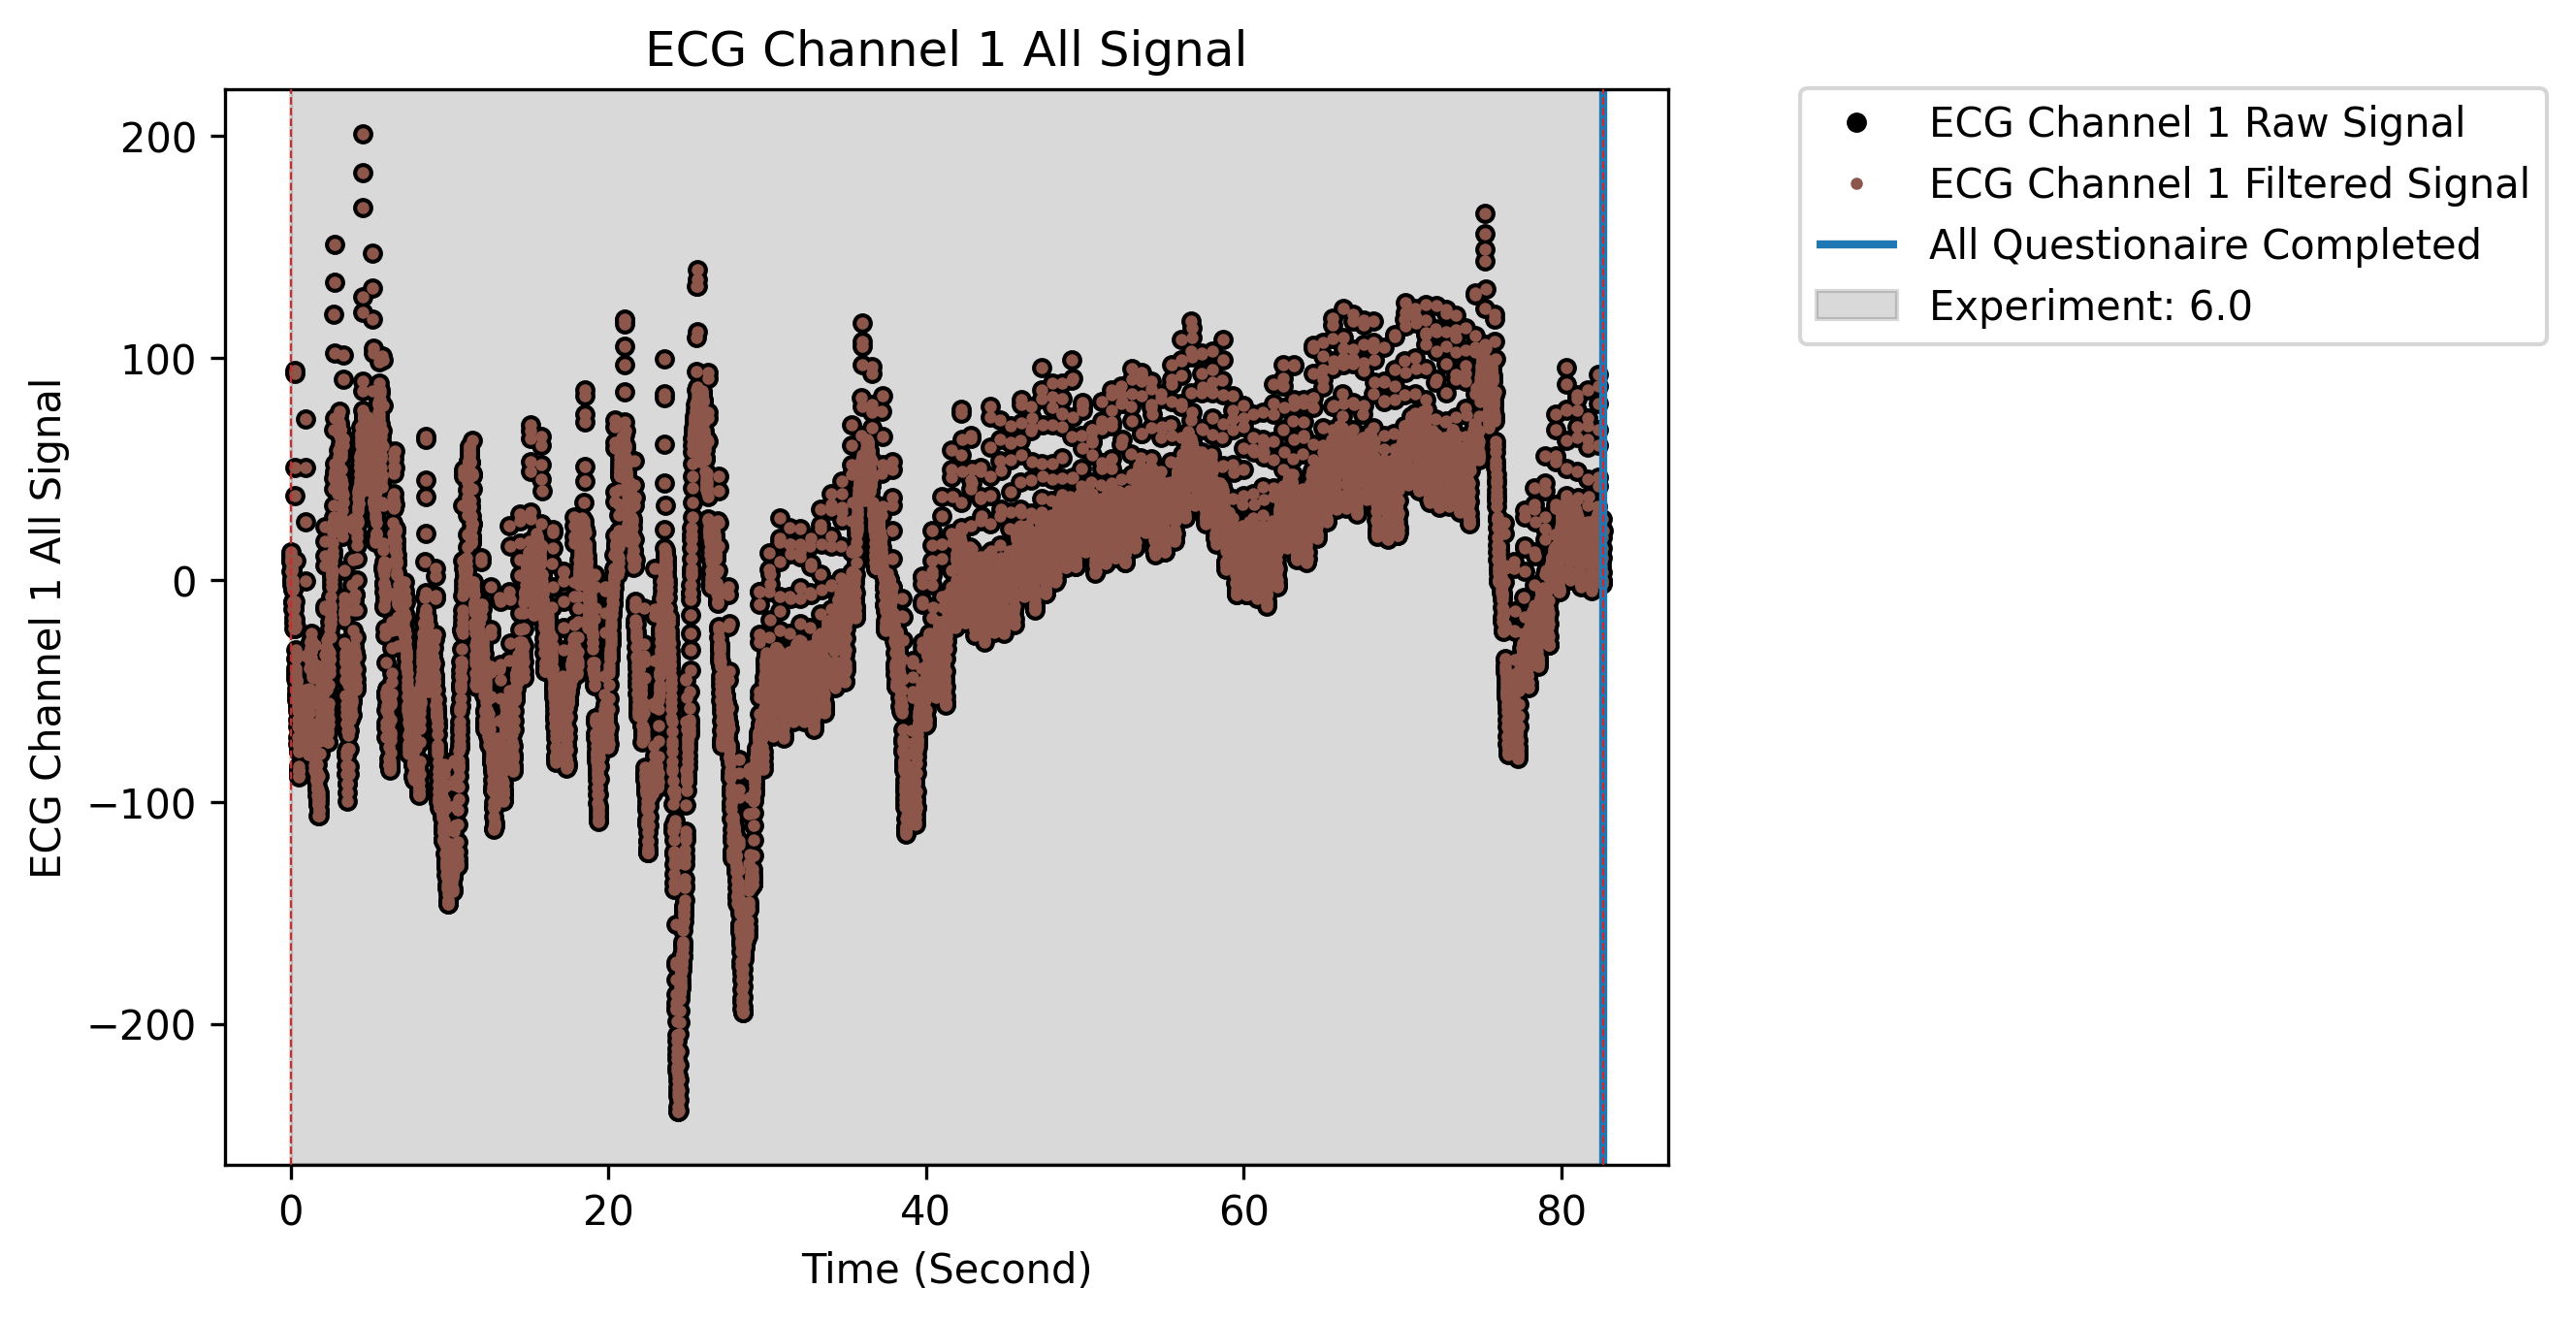 ECG Channel 1 All Signal
ECG Channel 1 Raw Signal
ECG Channel 1 Filtered Signal
All Questionaire Completed
Experiment: 6.0
ECG Channel 1 All Signal
200
100
0
−100
−200
0 20 40 60 80
Time (Second)